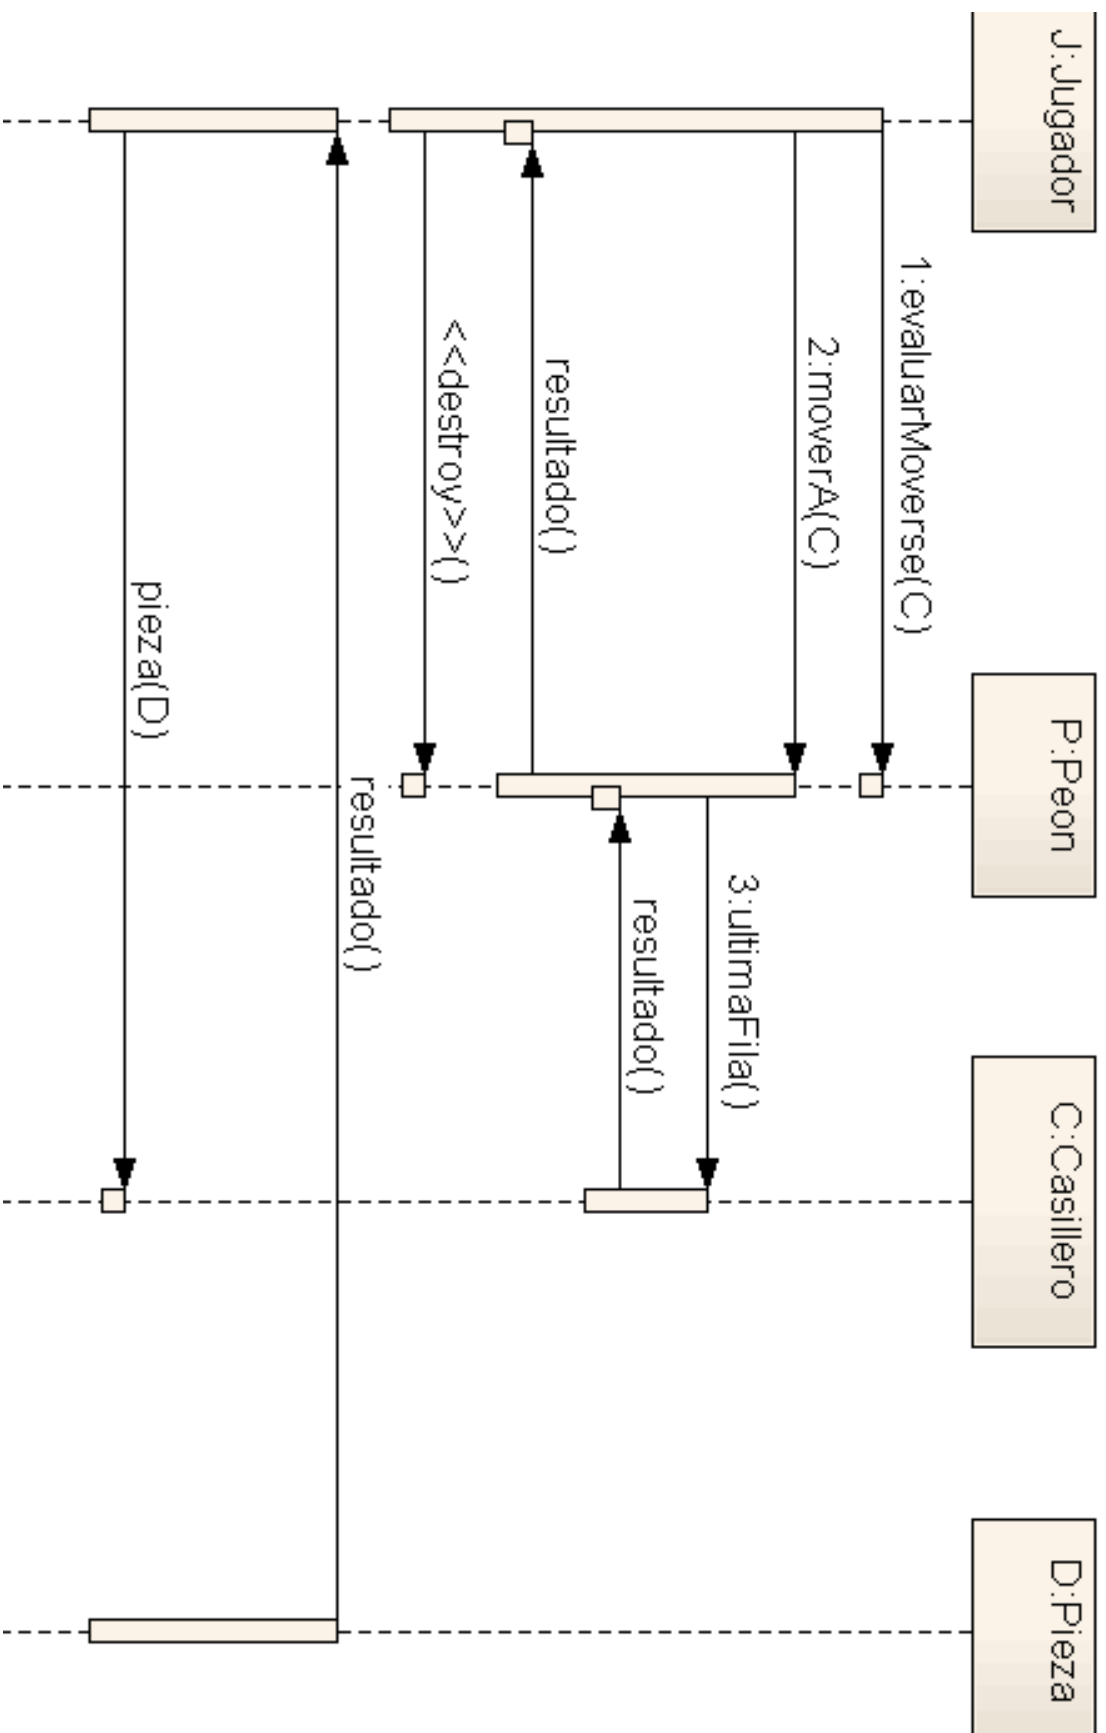 J:Jugador
P:Peon
C:Casillero
D:Pieza
1:evaluarMoverse(C)
2:moverA(C)
3:ultimaFila()
resultado()
resultado()
<<destroy>>()
resultado()
pieza(D)